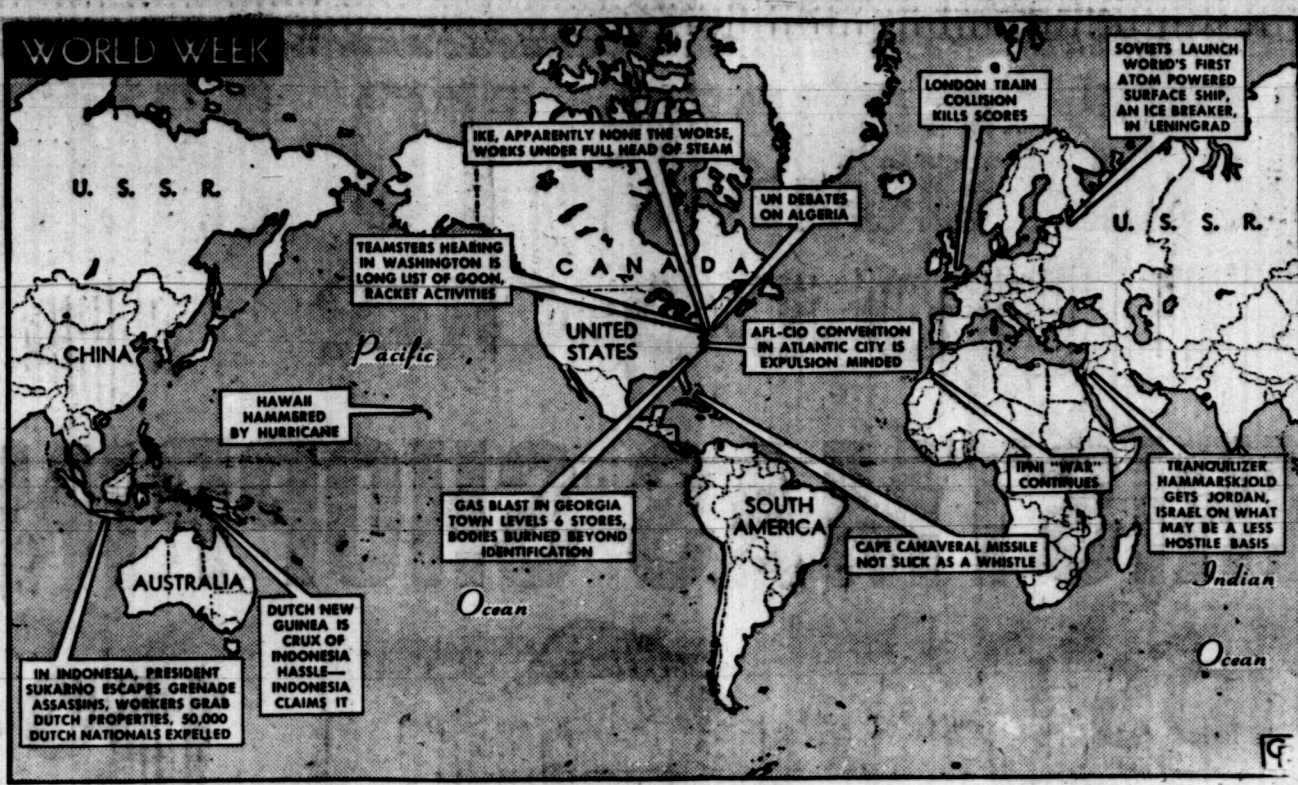 WORLD WEEK
SOVIETS LAUNCH
WORLD'S FIRST
ATOM POWERED
SURFACE SHIP,
AN ICE BREAKER,
IN LENINGRAD
LONDON TRAIN
COLLISION
KILLS SCORES
IKE, APPARENTLY NONE THE WORSE,
WORKS UNDER FULL HEAD OF STEAM
U. S. S. R.
UN DEBATES
ON ALGERIA
U. S. S. R.
TEAMSTERS HEARING
IN WASHINGTON IS
LONG LIST OF GOON,
RACKET ACTIVITIES
CANADA
UNITED
STATES
AFL-CIO CONVENTION
IN ATLANTIC CITY IS
EXPULSION MINDED
CHINA
Pacific
HAWAII
HAMMERED
BY HURRICANE
GAS BLAST IN GEORGIA
TOWN LEVELS 6 STORES,
BODIES BURNED BEYOND
IDENTIFICATION
SOUTH
AMERICA
CAPE CANAVERAL MISSILE
NOT SLICK AS A WHISTLE
IFNI "WAR"
CONTINUES
TRANQUILIZER
HAMMARSKJOLD
GETS JORDAN,
ISRAEL ON WHAT
MAY BE A LESS
HOSTILE BASIS
AUSTRALIA
Ocean
Indian
Ocean
DUTCH NEW
GUINEA IS
CRUX OF
INDONESIA
HASSLE—
INDONESIA
CLAIMS IT
IN INDONESIA, PRESIDENT
SUKARNO ESCAPES GRENADE
ASSASSINS, WORKERS GRAB
DUTCH PROPERTIES, 50,000
DUTCH NATIONALS EXPELLED